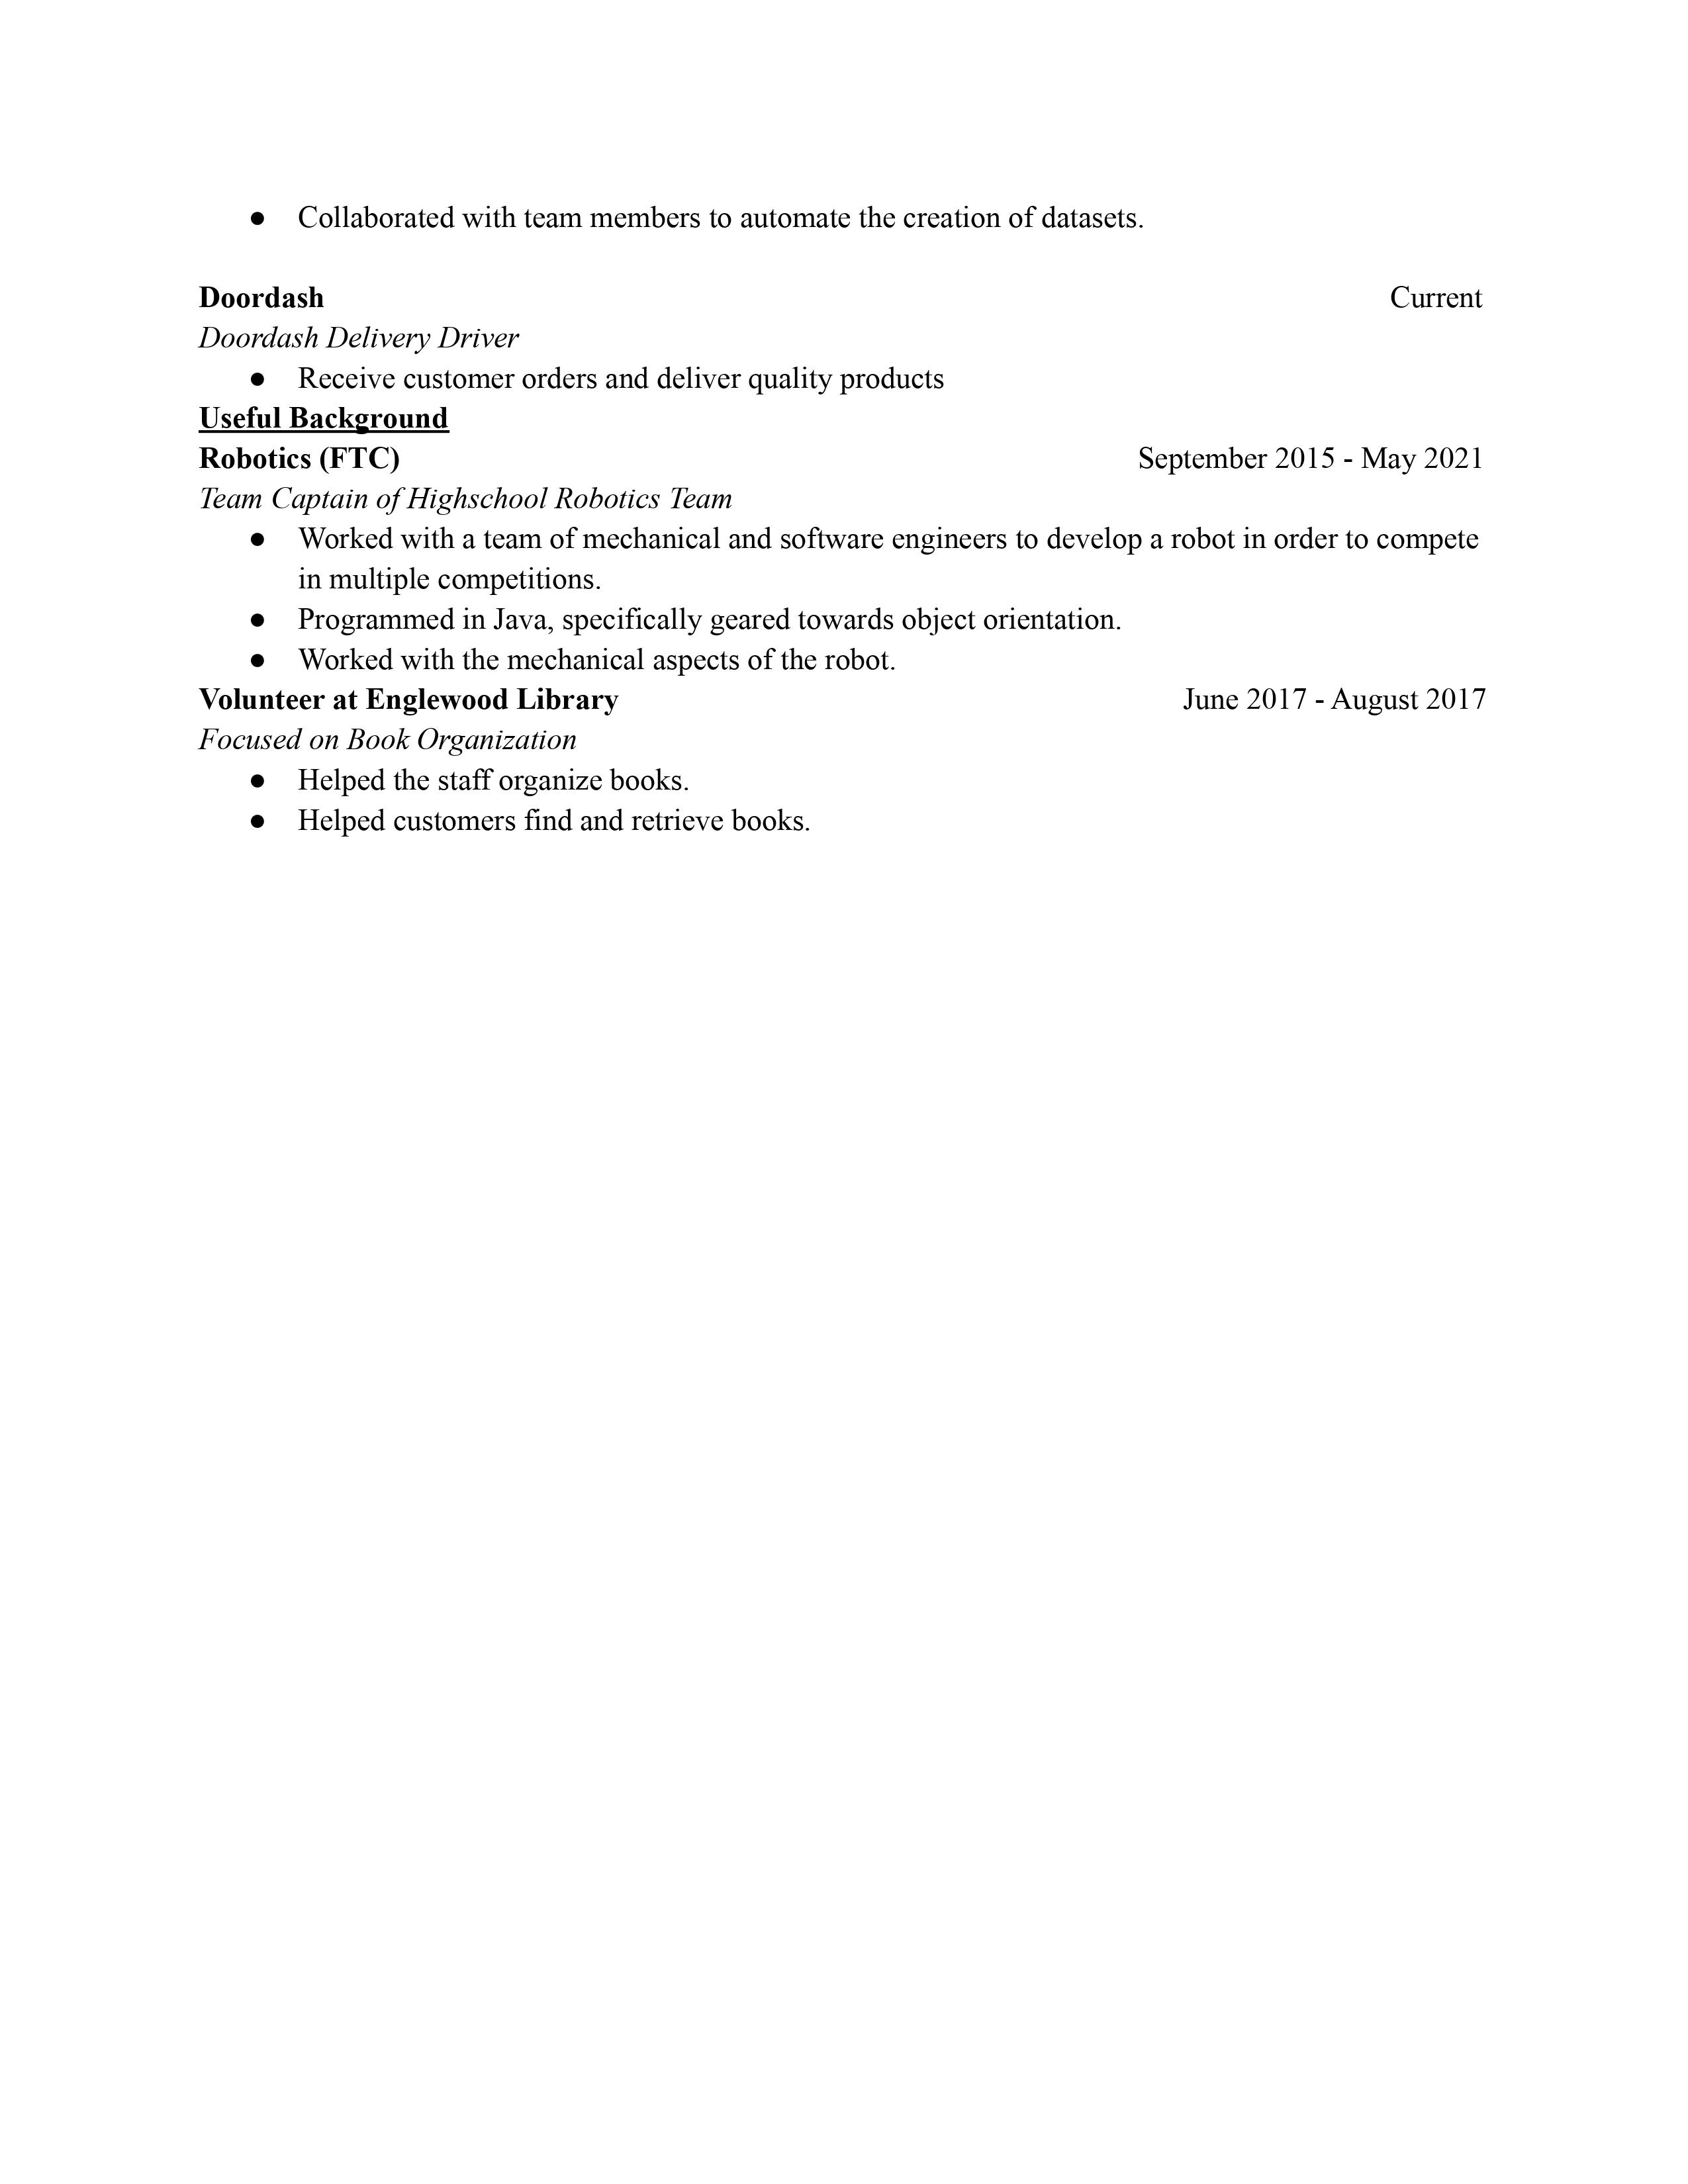 ● Collaborated with team members to automate the creation of datasets.
Doordash Current
Doordash Delivery Driver
● Receive customer orders and deliver quality products
Useful Background
Robotics (FTC) September 2015 - May 2021
Team Captain of Highschool Robotics Team
● Worked with a team of mechanical and software engineers to develop a robot in order to compete
in multiple competitions.
● Programmed in Java, specifically geared towards object orientation.
● Worked with the mechanical aspects of the robot.
Volunteer at Englewood Library June 2017 - August 2017
Focused on Book Organization
● Helped the staff organize books.
● Helped customers find and retrieve books.